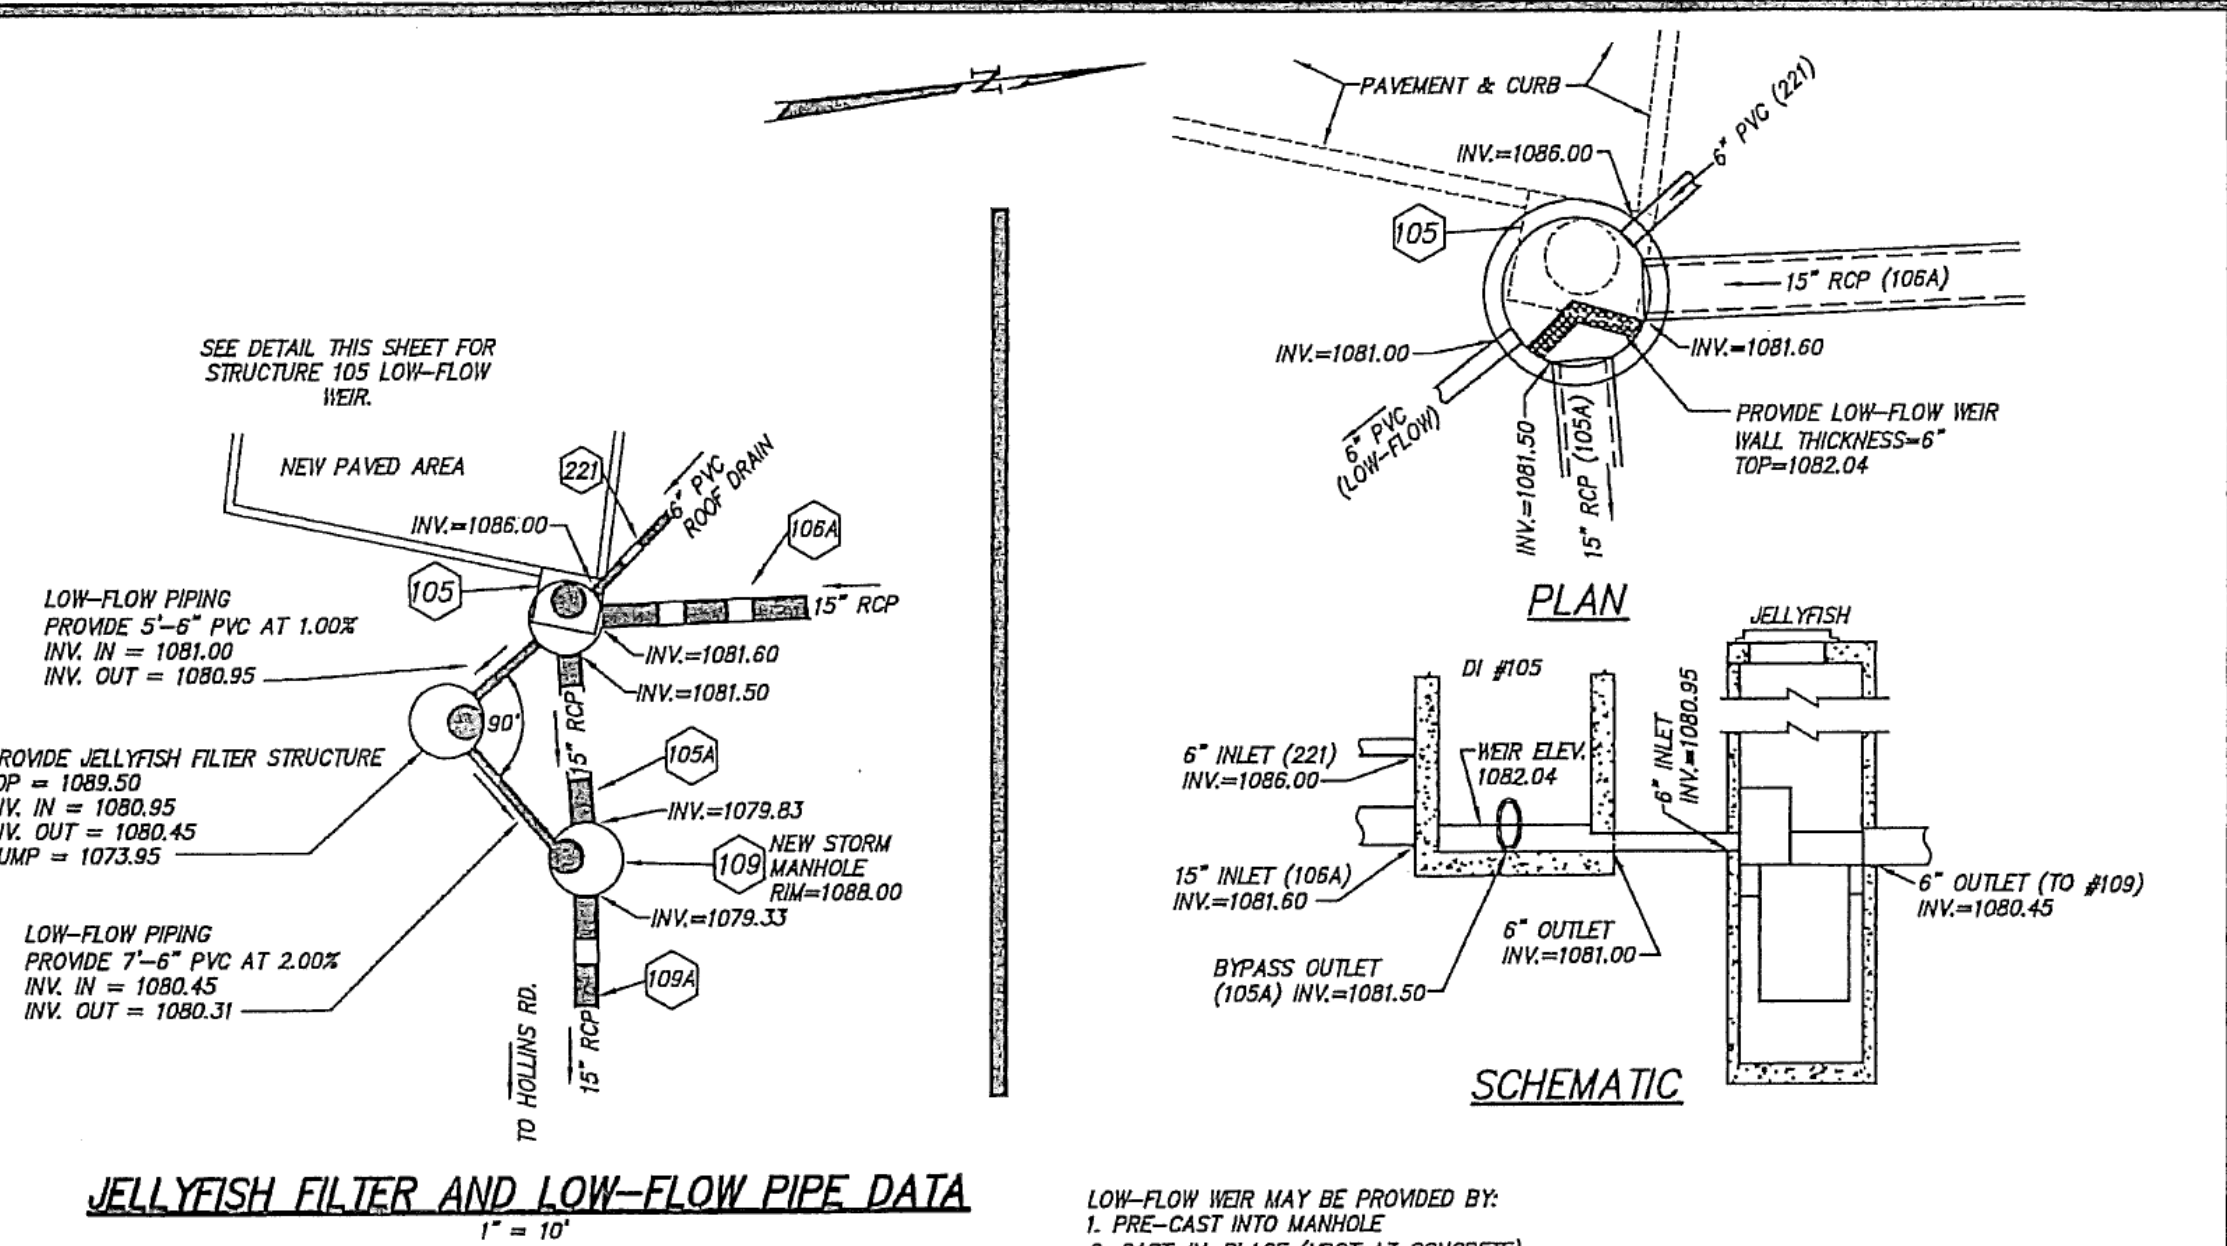 N
SEE DETAIL THIS SHEET FOR
STRUCTURE 105 LOW-FLOW
WEIR.
NEW PAVED AREA
221
6" PVC
ROOF DRAIN
INV.=1086.00
106A
105
15" RCP
LOW-FLOW PIPING
PROVIDE 5'-6" PVC AT 1.00%
INV. IN = 1081.00
INV. OUT = 1080.95
INV.=1081.60
INV.=1081.50
15" RCP
90°
105A
ROVIDE JELLYFISH FILTER STRUCTURE
OP = 1089.50
NV. IN = 1080.95
NV. OUT = 1080.45
UMP = 1073.95
INV.=1079.83
109
NEW STORM
MANHOLE
RIM=1088.00
INV.=1079.33
LOW-FLOW PIPING
PROVIDE 7'-6" PVC AT 2.00%
INV. IN = 1080.45
INV. OUT = 1080.31
109A
TO HOLLINS RD.
15" RCP
JELLYFISH FILTER AND LOW-FLOW PIPE DATA
1" = 10'
PAVEMENT & CURB
6" PVC (221)
INV.=1086.00
105
15" RCP (106A)
INV.=1081.00
INV.=1081.60
6" PVC
(LOW-FLOW)
INV.=1081.50
15" RCP (105A)
PROVIDE LOW-FLOW WEIR
WALL THICKNESS=6"
TOP=1082.04
PLAN
JELLYFISH
DI #105
6" INLET (221)
INV.=1086.00
WEIR ELEV.
1082.04
6" INLET
INV.=1080.95
15" INLET (106A)
INV.=1081.60
6" OUTLET
INV.=1081.00
BYPASS OUTLET
(105A) INV.=1081.50
6" OUTLET (TO #109)
INV.=1080.45
SCHEMATIC
LOW-FLOW WEIR MAY BE PROVIDED BY:
1. PRE-CAST INTO MANHOLE